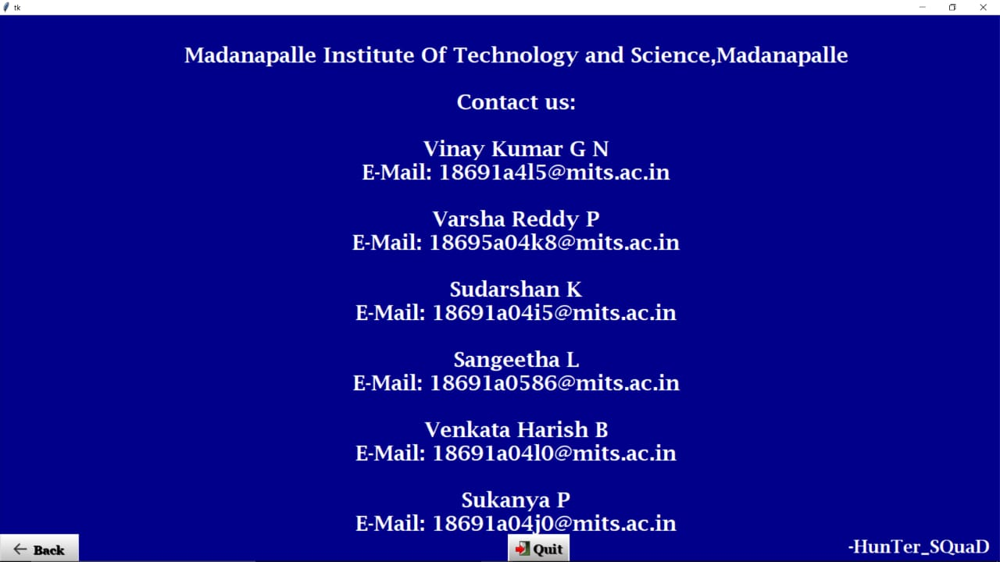 tk
Madanapalle Institute Of Technology and Science,Madanapalle
Contact us:
Vinay Kumar G N
E-Mail: 18691a4l5@mits.ac.in
Varsha Reddy P
E-Mail: 18695a04k8@mits.ac.in
Sudarshan K
E-Mail: 18691a04i5@mits.ac.in
Sangeetha L
E-Mail: 18691a0586@mits.ac.in
Venkata Harish B
E-Mail: 18691a04l0@mits.ac.in
Sukanya P
E-Mail: 18691a04j0@mits.ac.in
Back
Quit
-HunTer_SQuaD